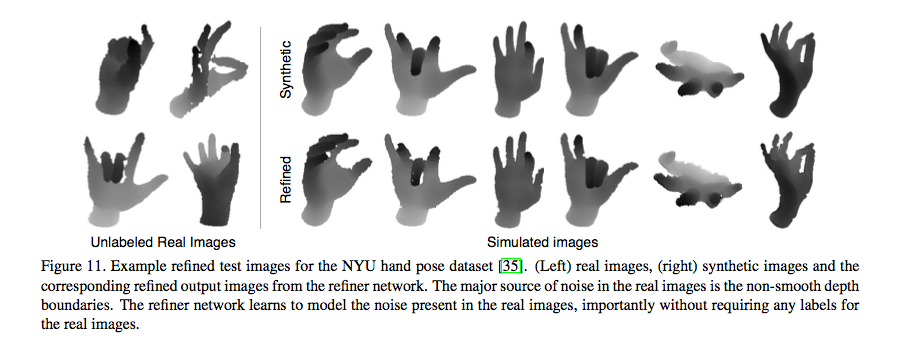 Synthetic
Refined
Unlabeled Real Images
Simulated images
Figure 11. Example refined test images for the NYU hand pose dataset [35]. (Left) real images, (right) synthetic images and the
corresponding refined output images from the refiner network. The major source of noise in the real images is the non-smooth depth
boundaries. The refiner network learns to model the noise present in the real images, importantly without requiring any labels for
the real images.